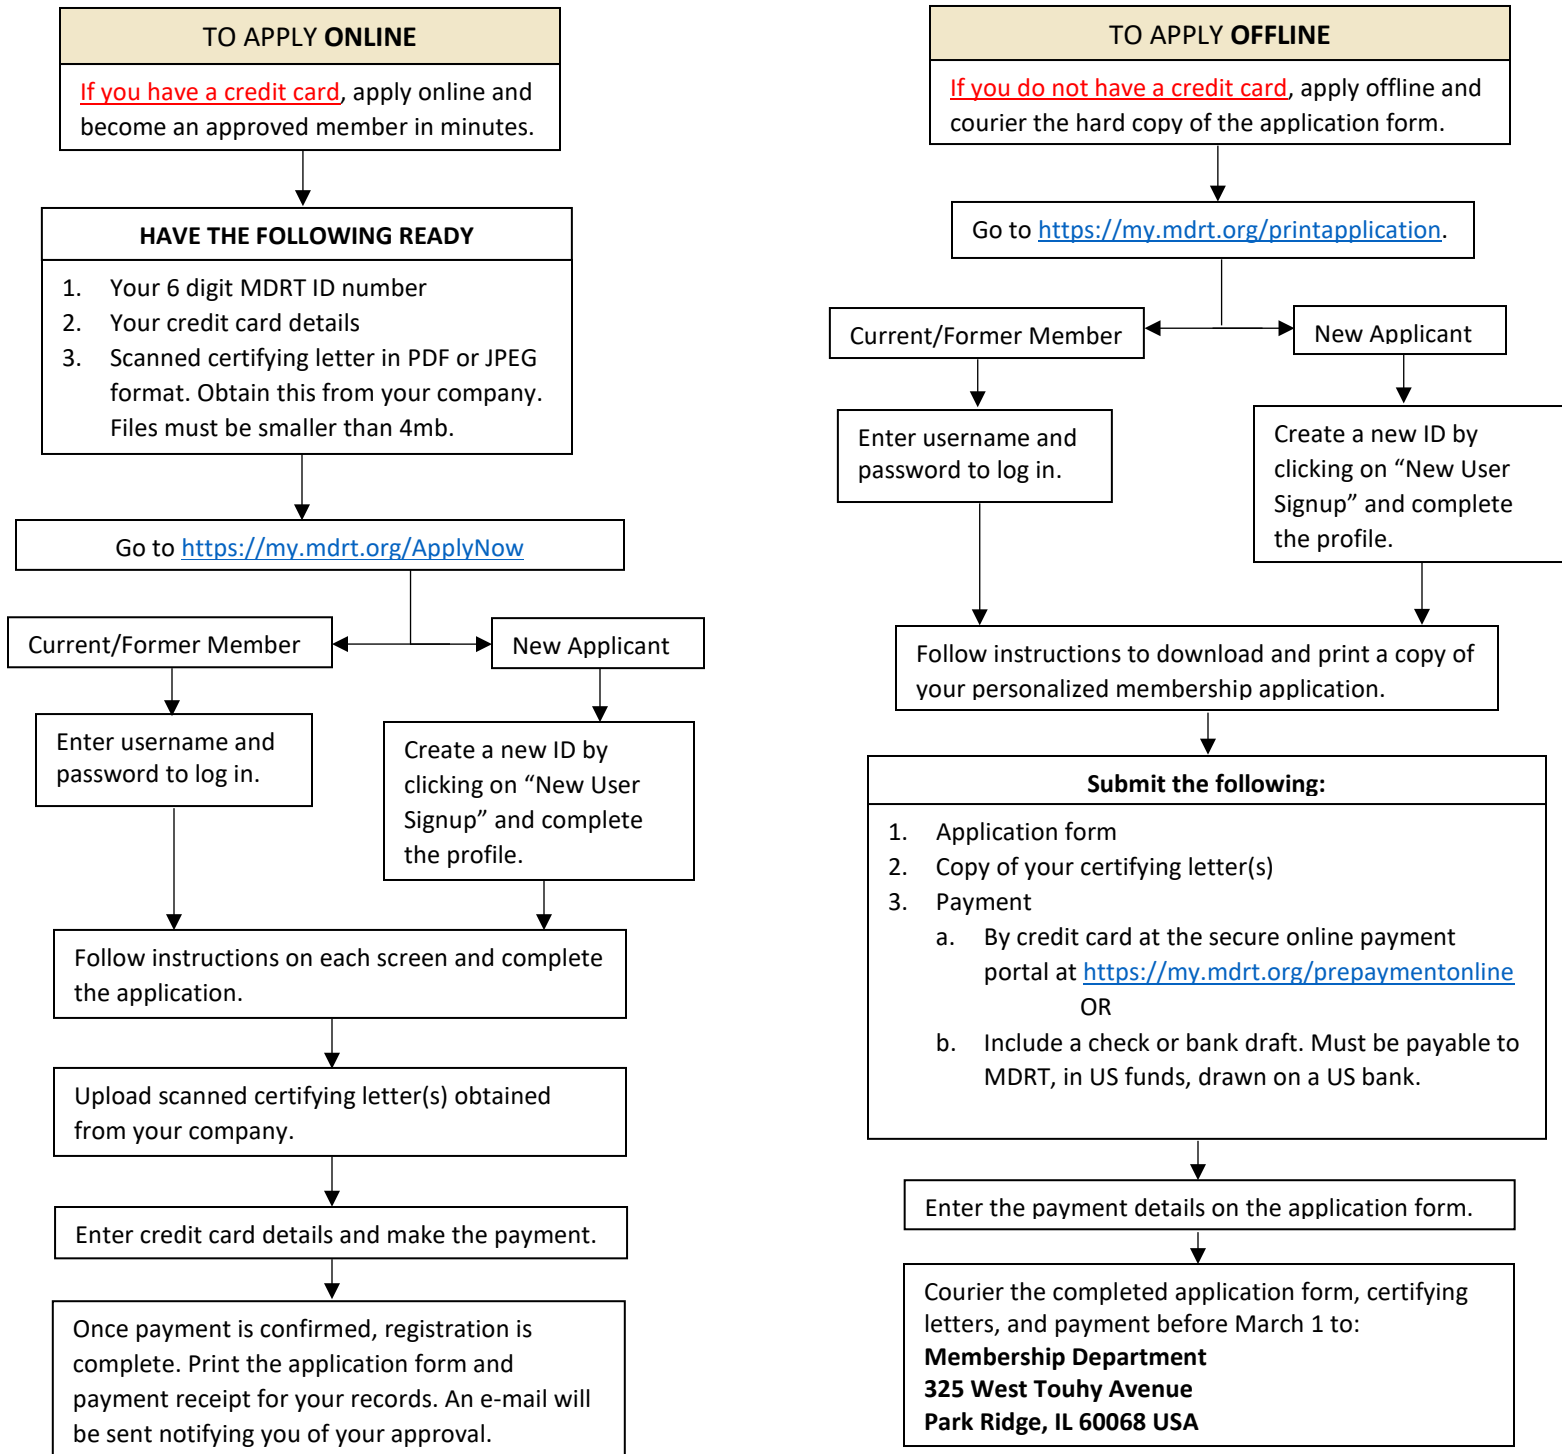 TO APPLY ONLINE
If you have a credit card, apply online and
become an approved member in minutes.
HAVE THE FOLLOWING READY
1. Your 6 digit MDRT ID number
2. Your credit card details
3. Scanned certifying letter in PDF or JPEG
format. Obtain this from your company.
Files must be smaller than 4mb.
Go to https://my.mdrt.org/ApplyNow
Current/Former Member
New Applicant
Enter username and
password to log in.
Create a new ID by
clicking on “New User
Signup” and complete
the profile.
Follow instructions on each screen and complete
the application.
Upload scanned certifying letter(s) obtained
from your company.
Enter credit card details and make the payment.
Once payment is confirmed, registration is
complete. Print the application form and
payment receipt for your records. An e-mail will
be sent notifying you of your approval.
TO APPLY OFFLINE
If you do not have a credit card, apply offline and
courier the hard copy of the application form.
Go to https://my.mdrt.org/printapplication.
Current/Former Member
New Applicant
Enter username and
password to log in.
Create a new ID by
clicking on “New User
Signup” and complete
the profile.
Follow instructions to download and print a copy of
your personalized membership application.
Submit the following:
1. Application form
2. Copy of your certifying letter(s)
3. Payment
a. By credit card at the secure online payment
portal at https://my.mdrt.org/prepaymentonline
OR
b. Include a check or bank draft. Must be payable to
MDRT, in US funds, drawn on a US bank.
Enter the payment details on the application form.
Courier the completed application form, certifying
letters, and payment before March 1 to:
Membership Department
325 West Touhy Avenue
Park Ridge, IL 60068 USA